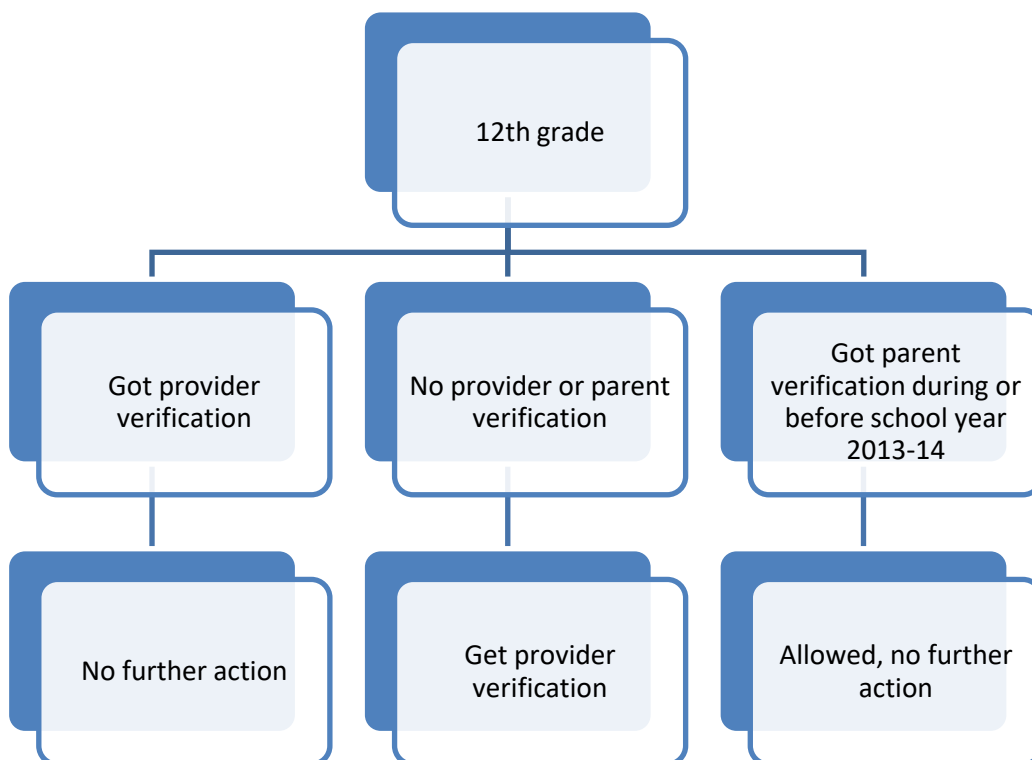 12th grade
Got provider
verification
No provider or parent
verification
Got parent
verification during or
before school year
2013-14
No further action
Get provider
verification
Allowed, no further
action